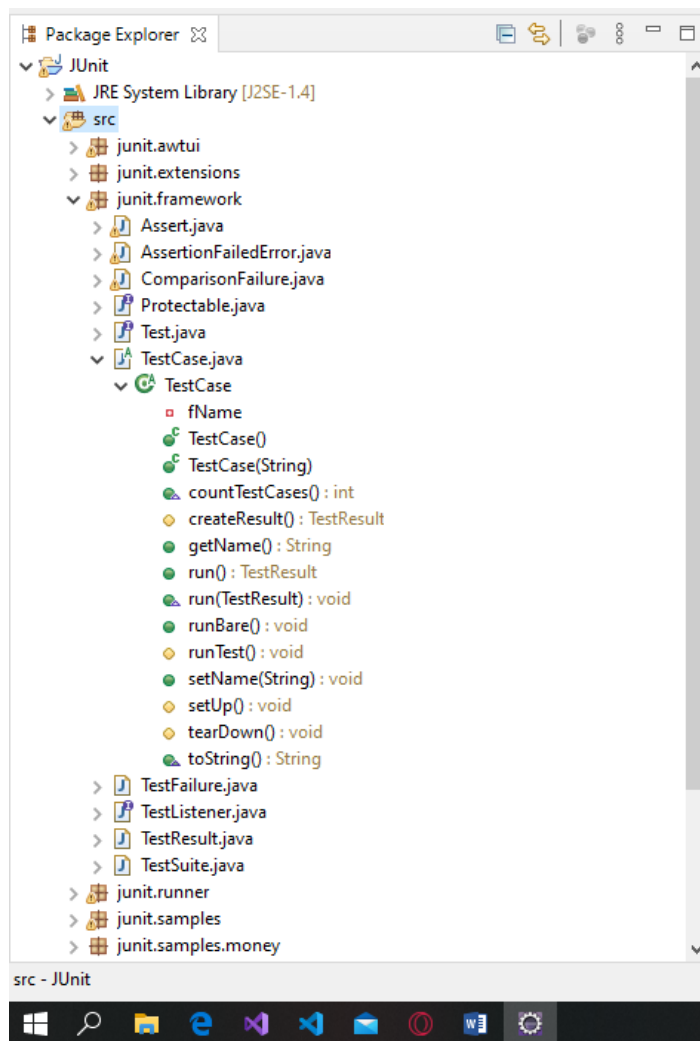 Package Explorer
JUnit
JRE System Library [J2SE-1.4]
src
junit.awtui
junit.extensions
junit.framework
Assert.java
AssertionFailedError.java
ComparisonFailure.java
Protectable.java
Test.java
TestCase.java
TestCase
fName
TestCase()
TestCase(String)
countTestCases() : int
createResult() : TestResult
getName() : String
run() : TestResult
run(TestResult) : void
runBare() : void
runTest() : void
setName(String) : void
setUp() : void
tearDown() : void
toString() : String
TestFailure.java
TestListener.java
TestResult.java
TestSuite.java
junit.runner
junit.samples
junit.samples.money
src - JUnit